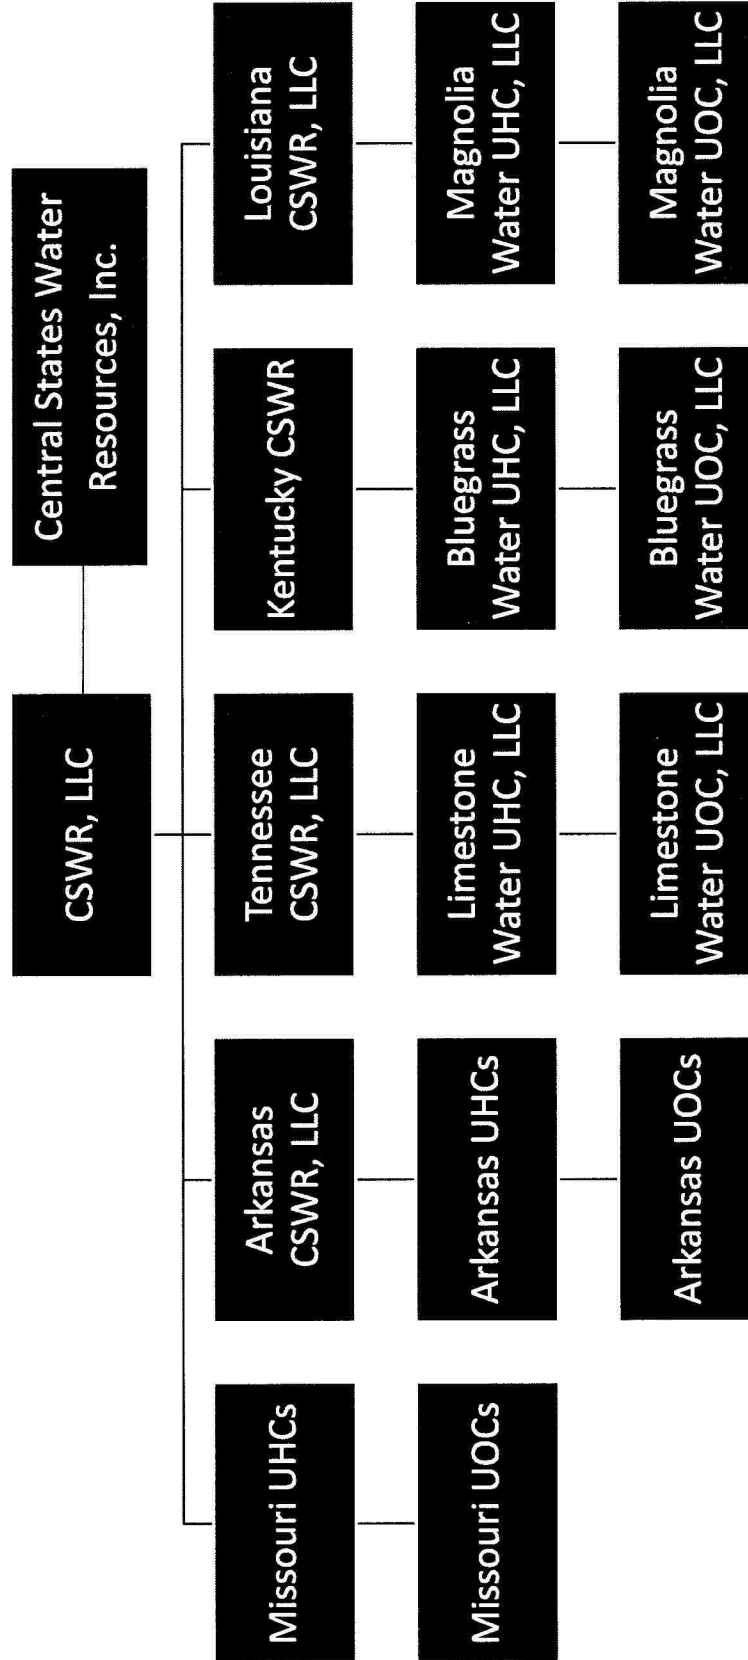 CSWR, LLC
Central States Water
Resources, Inc.
Missouri UHCs
Arkansas
CSWR, LLC
Tennessee
CSWR, LLC
Kentucky CSWR
Louisiana
CSWR, LLC
Missouri UOCs
Arkansas UHCs
Limestone
Water UHC, LLC
Bluegrass
Water UHC, LLC
Magnolia
Water UHC, LLC
Arkansas UOCs
Limestone
Water UOC, LLC
Bluegrass
Water UOC, LLC
Magnolia
Water UOC, LLC